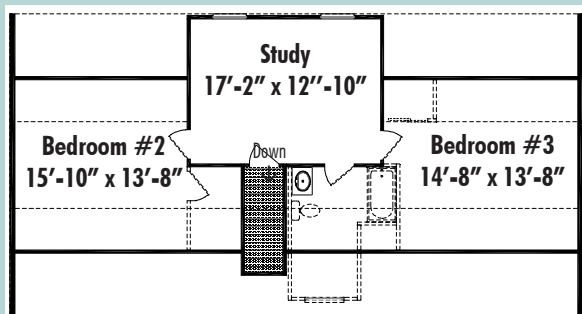 Study
17'-2" x 12''-10"
Bedroom #2
15'-10" x 13'-8"
Down
Bedroom #3
14'-8" x 13'-8"